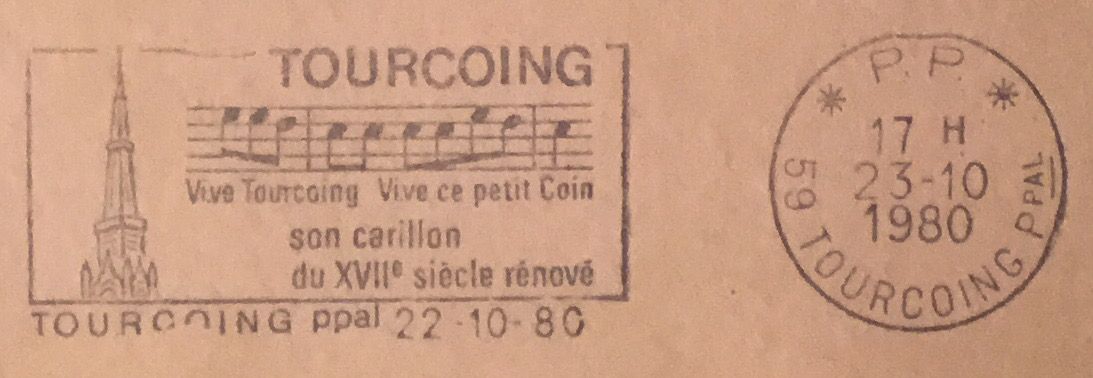 TOURCOING
Vive Tourcoing Vive ce petit Coin
son carillon
du XVIIe siècle rénové
TOURCOING ppal 22-10-80
P.P.
17 H
23-10
1980
59 TOURCOING PPAL